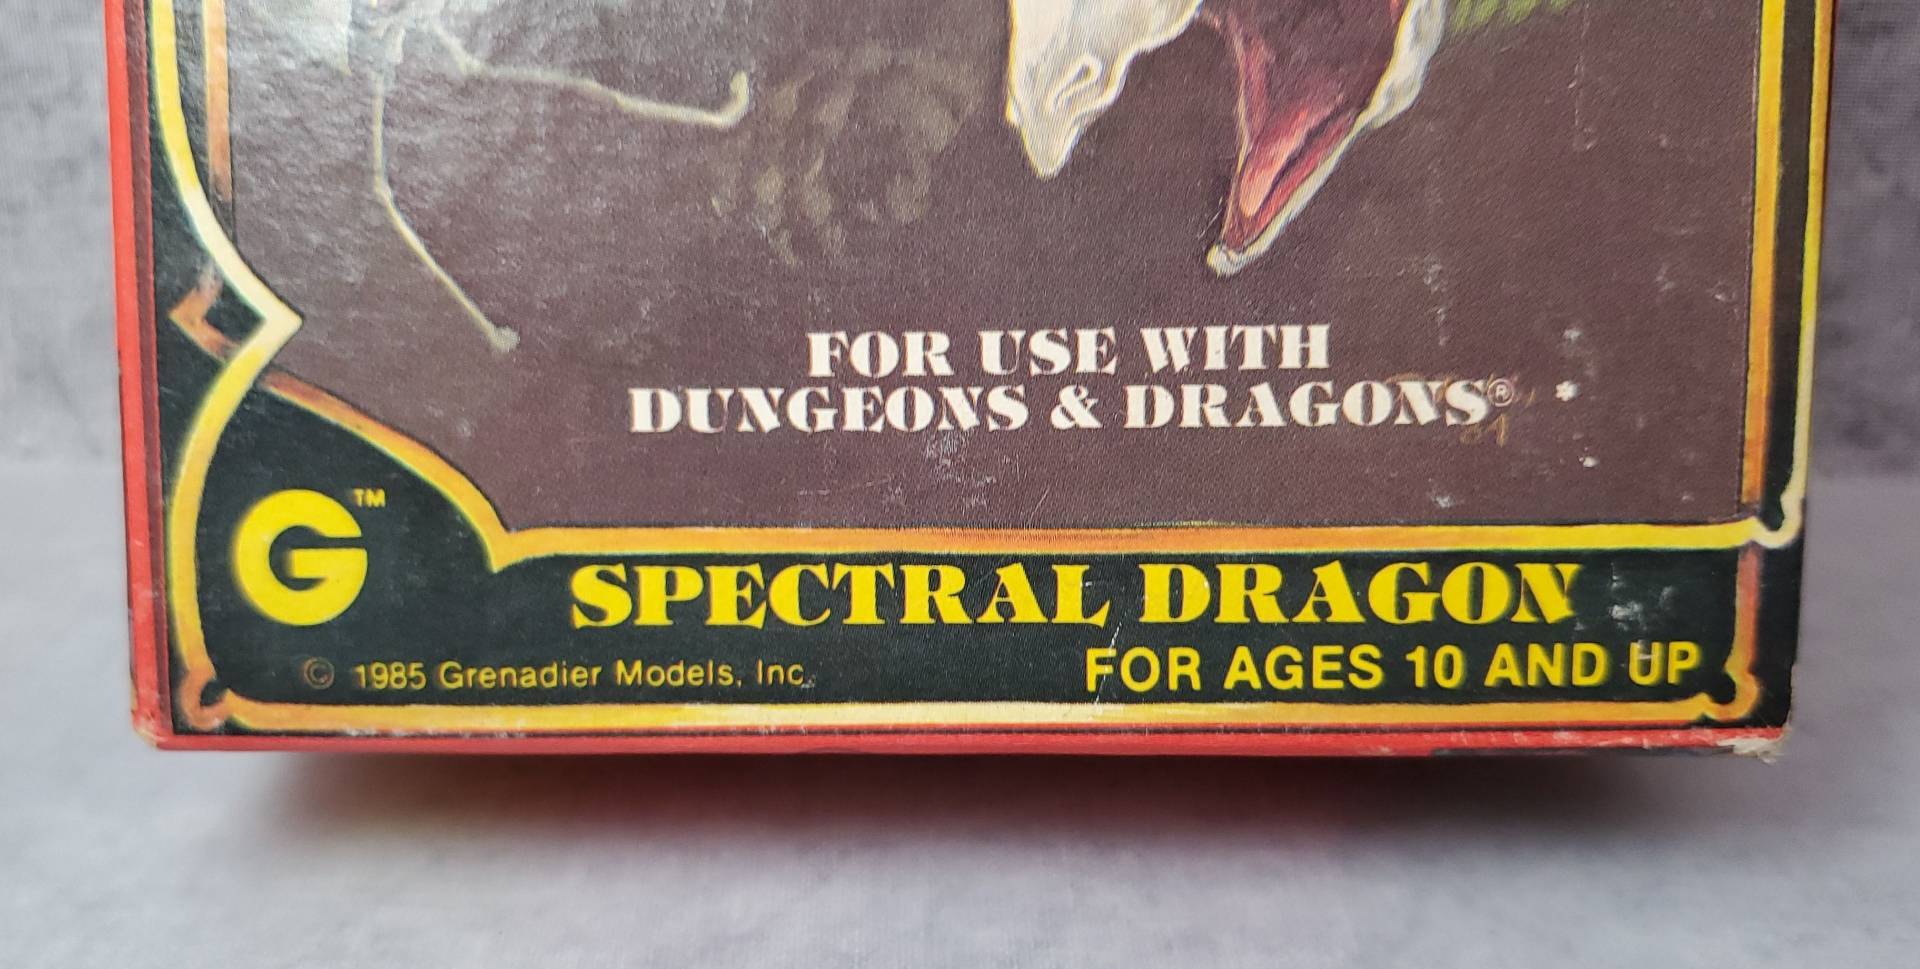 FOR USE WITH
DUNGEONS & DRAGONS® *
G™
SPECTRAL DRAGON
© 1985 Grenadier Models, Inc.
FOR AGES 10 AND UP